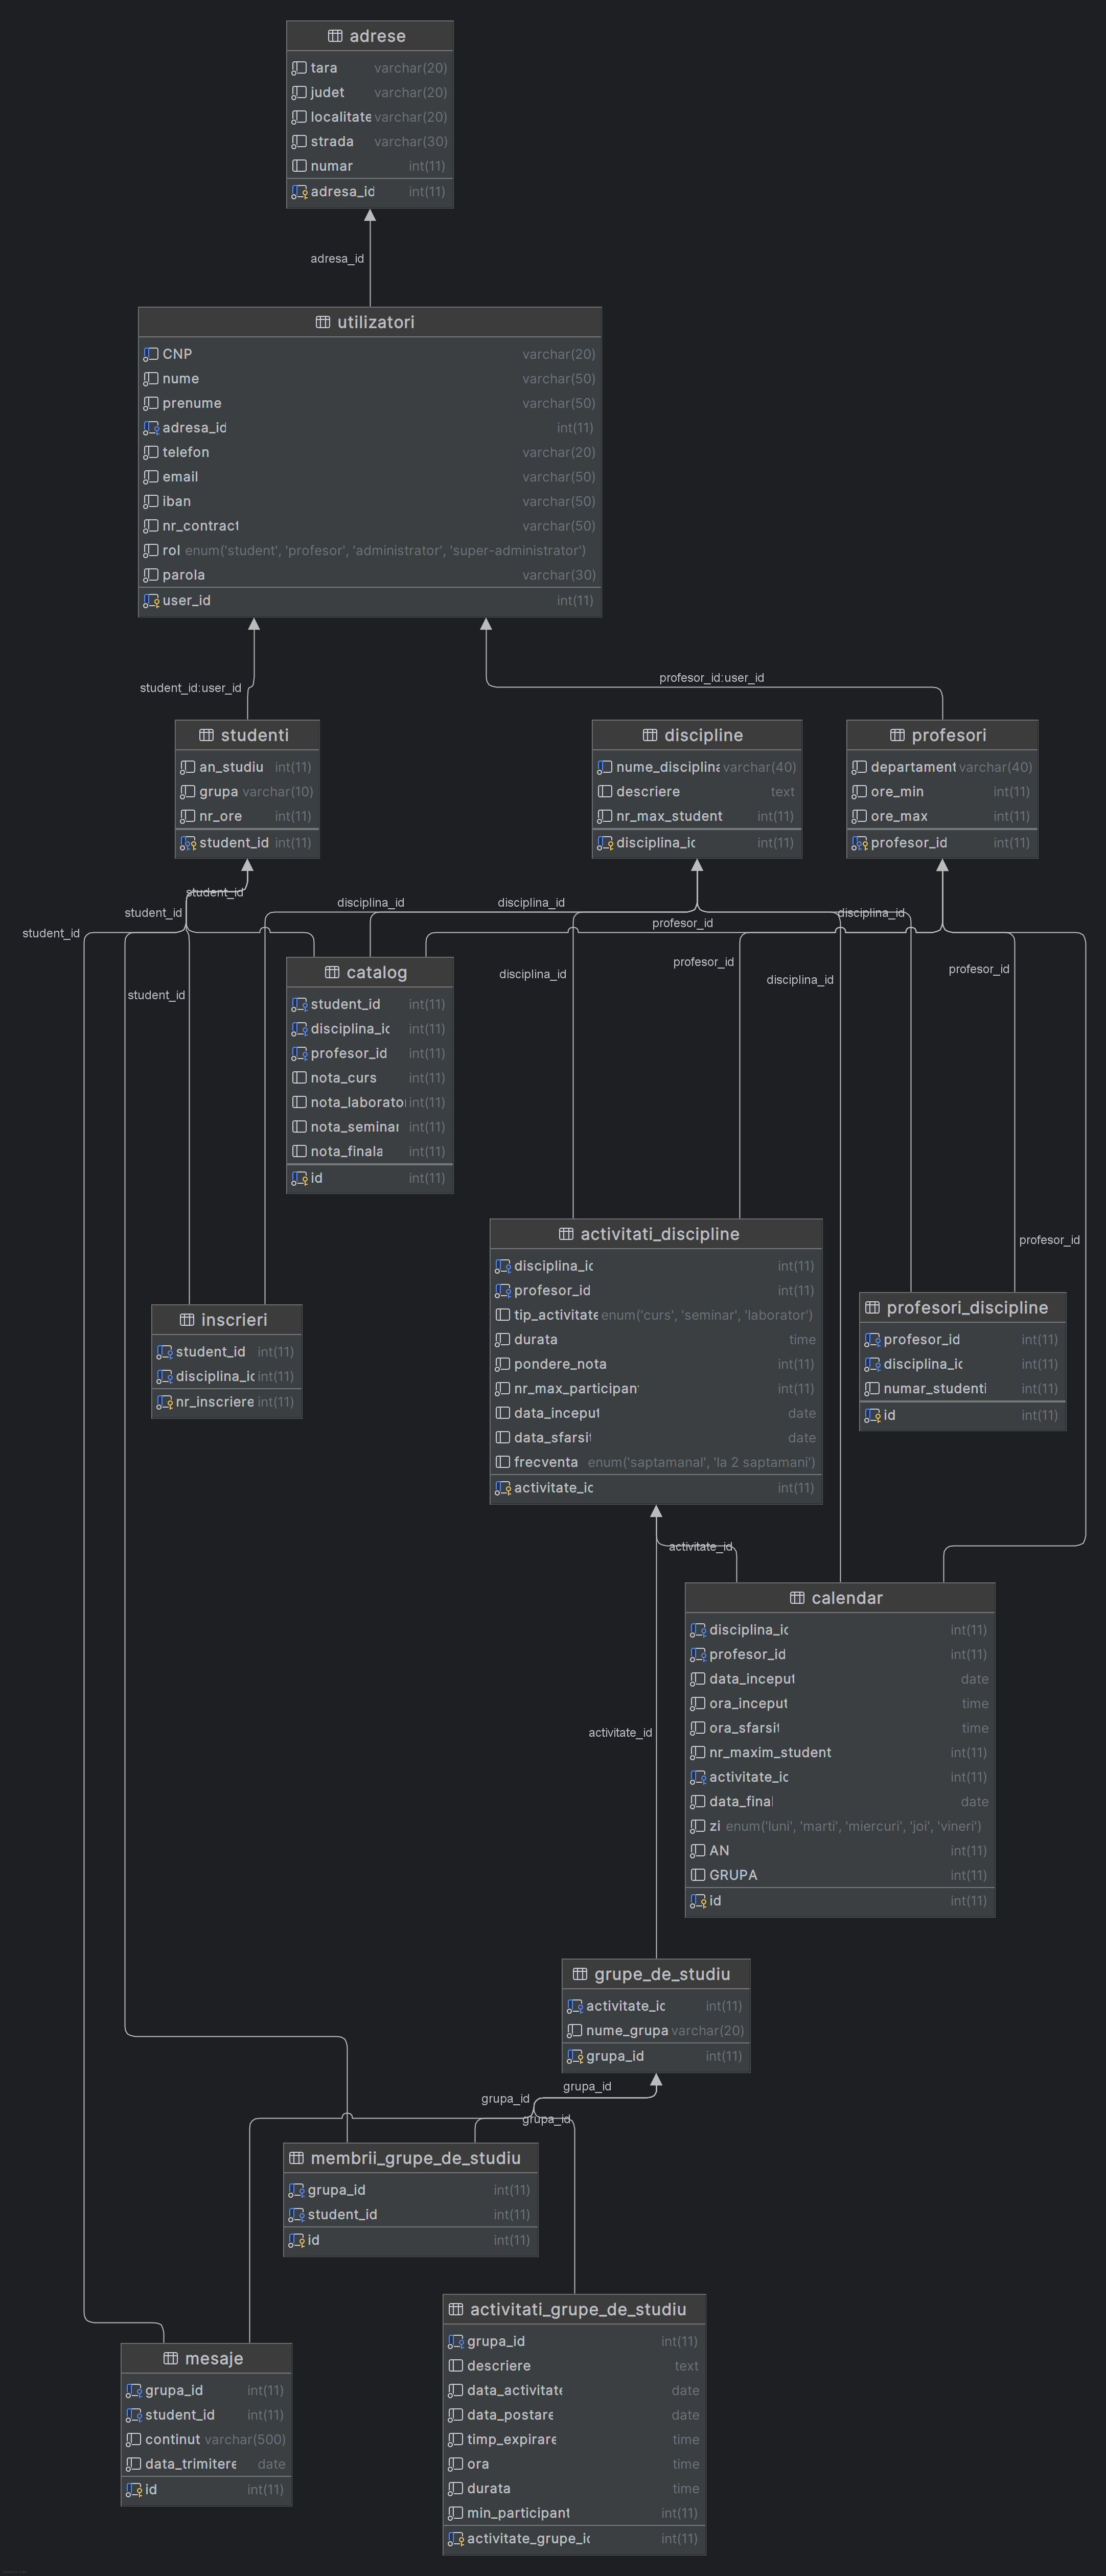 adrese
tara varchar(20)
judet varchar(20)
localitate varchar(20)
strada varchar(30)
numar int(11)
adresa_id int(11)
adresa_id
utilizatori
CNP varchar(20)
nume varchar(50)
prenume varchar(50)
adresa_id int(11)
telefon varchar(20)
email varchar(50)
iban varchar(50)
nr_contract varchar(50)
rol enum('student', 'profesor', 'administrator', 'super-administrator')
parola varchar(30)
user_id int(11)
student_id:user_id
profesor_id:user_id
studenti
an_studiu int(11)
grupa varchar(10)
nr_ore int(11)
student_id int(11)
discipline
nume_disciplina varchar(40)
descriere text
nr_max_student int(11)
disciplina_id int(11)
profesori
departament varchar(40)
ore_min int(11)
ore_max int(11)
profesor_id int(11)
student_id
student_id
student_id
student_id
disciplina_id
disciplina_id
disciplina_id
profesor_id
disciplina_id
profesor_id
disciplina_id
profesor_id
catalog
student_id int(11)
disciplina_id int(11)
profesor_id int(11)
nota_curs int(11)
nota_laborato int(11)
nota_seminar int(11)
nota_finala int(11)
id int(11)
activitati_discipline
disciplina_id int(11)
profesor_id int(11)
tip_activitate enum('curs', 'seminar', 'laborator')
durata time
pondere_nota int(11)
nr_max_participan int(11)
data_inceput date
data_sfarsit date
frecventa enum('saptamanal', 'la 2 saptamani')
activitate_id int(11)
profesor_id
inscrieri
student_id int(11)
disciplina_id int(11)
nr_inscriere int(11)
profesori_discipline
profesor_id int(11)
disciplina_id int(11)
numar_studenti int(11)
id int(11)
activitate_id
calendar
disciplina_id int(11)
profesor_id int(11)
data_inceput date
ora_inceput time
ora_sfarsit time
nr_maxim_student int(11)
activitate_id int(11)
data_final date
zi enum('luni', 'marti', 'miercuri', 'joi', 'vineri')
AN int(11)
GRUPA int(11)
id int(11)
activitate_id
grupe_de_studiu
activitate_id int(11)
nume_grupa varchar(20)
grupa_id int(11)
grupa_id
grupa_id
grupa_id
membrii_grupe_de_studiu
grupa_id int(11)
student_id int(11)
id int(11)
activitati_grupe_de_studiu
grupa_id int(11)
descriere text
data_activitate date
data_postare date
timp_expirare time
ora time
durata time
min_participant int(11)
activitate_grupe_id int(11)
mesaje
grupa_id int(11)
student_id int(11)
continut varchar(500)
data_trimitere date
id int(11)